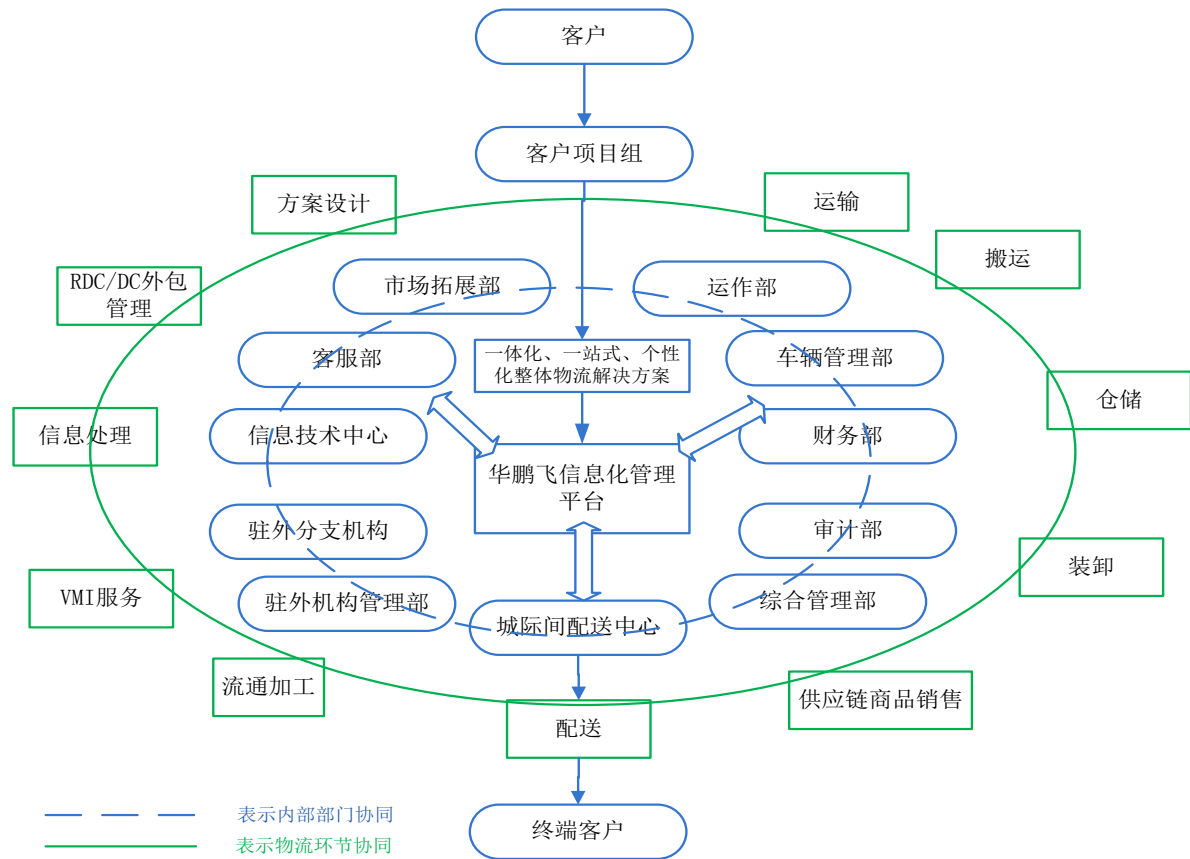 客户
客户项目组
方案设计
运输
搬运
RDC/DC外包
管理
市场拓展部
运作部
客服部
一体化、一站式、个性
化整体物流解决方案
车辆管理部
仓储
信息处理
信息技术中心
财务部
华鹏飞信息化管理
平台
驻外分支机构
审计部
装卸
VMI服务
驻外机构管理部
综合管理部
城际间配送中心
流通加工
供应链商品销售
配送
表示内部部门协同
终端客户
表示物流环节协同